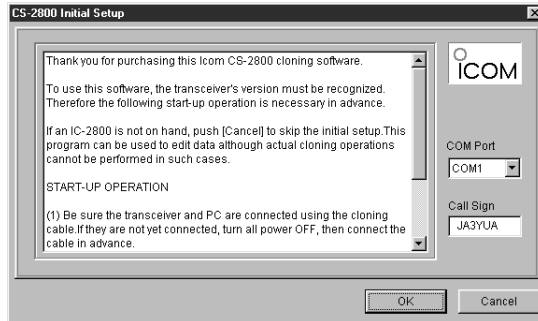 CS-2800 Initial Setup
Thank you for purchasing this Icom CS-2800 cloning software.
To use this software, the transceiver's version must be recognized.
Therefore the following start-up operation is necessary in advance.
If an IC-2800 is not on hand, push [Cancel] to skip the initial setup.This
program can be used to edit data although actual cloning operations
cannot be performed in such cases.
START-UP OPERATION
(1) Be sure the transceiver and PC are connected using the cloning
cable.If they are not yet connected, turn all power OFF, then connect the
cable in advance.
ICOM
COM Port
COM1
Call Sign
JA3YUA
OK
Cancel